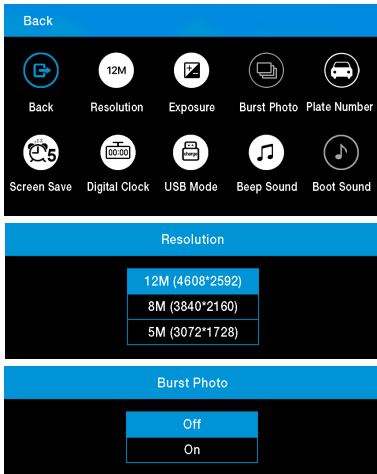 Back
12M
Back
Resolution
Exposure
Burst Photo
Plate Number
5
00:00
charge
Screen Save
Digital Clock
USB Mode
Beep Sound
Boot Sound
Resolution
12M (4608*2592)
8M (3840*2160)
5M (3072*1728)
Burst Photo
Off
On